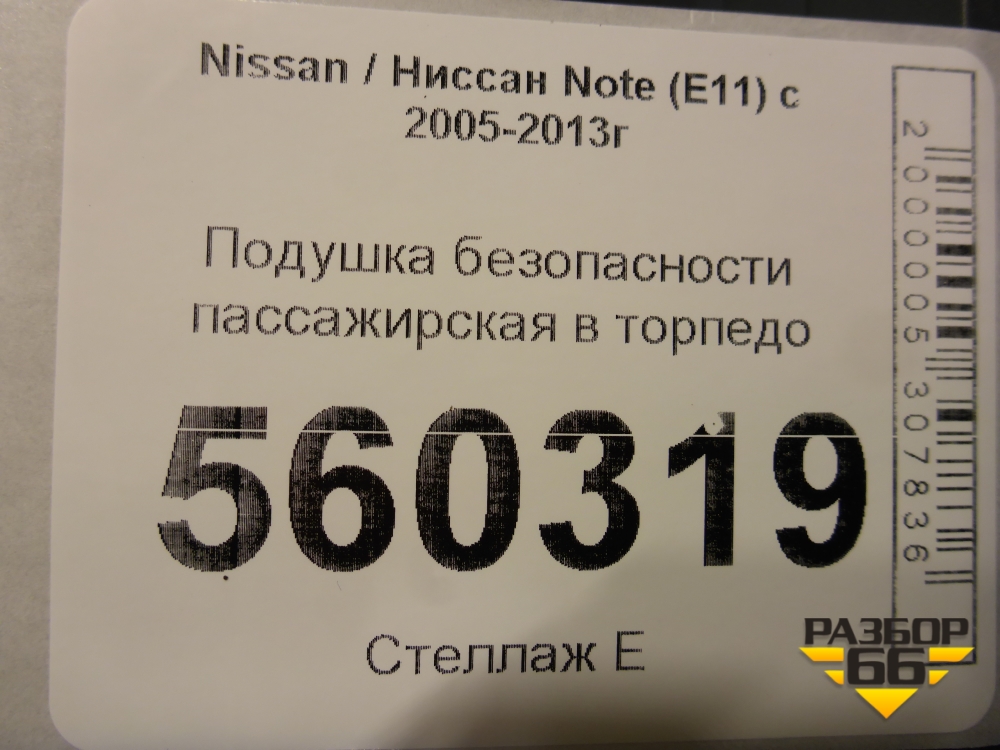 Nissan / Ниссан Note (E11) с
2005-2013г
Подушка безопасности
пассажирская в торпедо
560319
Стеллаж Е
2000005307836
РАЗБОР
66